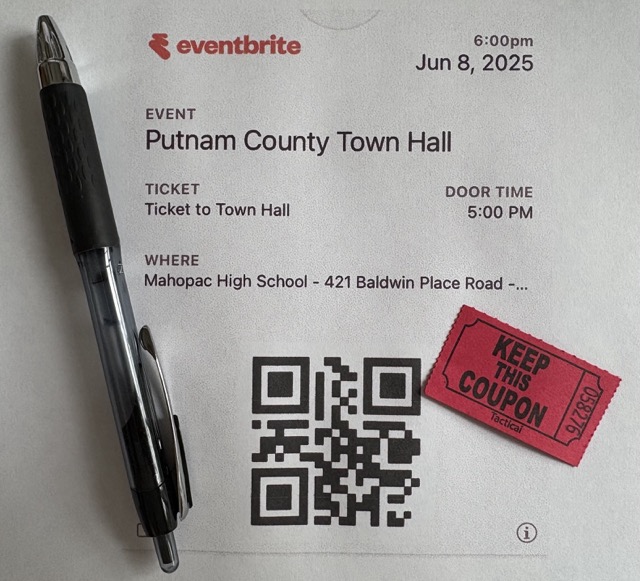 eventbrite
6:00pm
Jun 8, 2025
EVENT
Putnam County Town Hall
TICKET
Ticket to Town Hall
DOOR TIME
5:00 PM
WHERE
Mahopac High School - 421 Baldwin Place Road -...
KEEP
THIS
COUPON
Tactical
058276